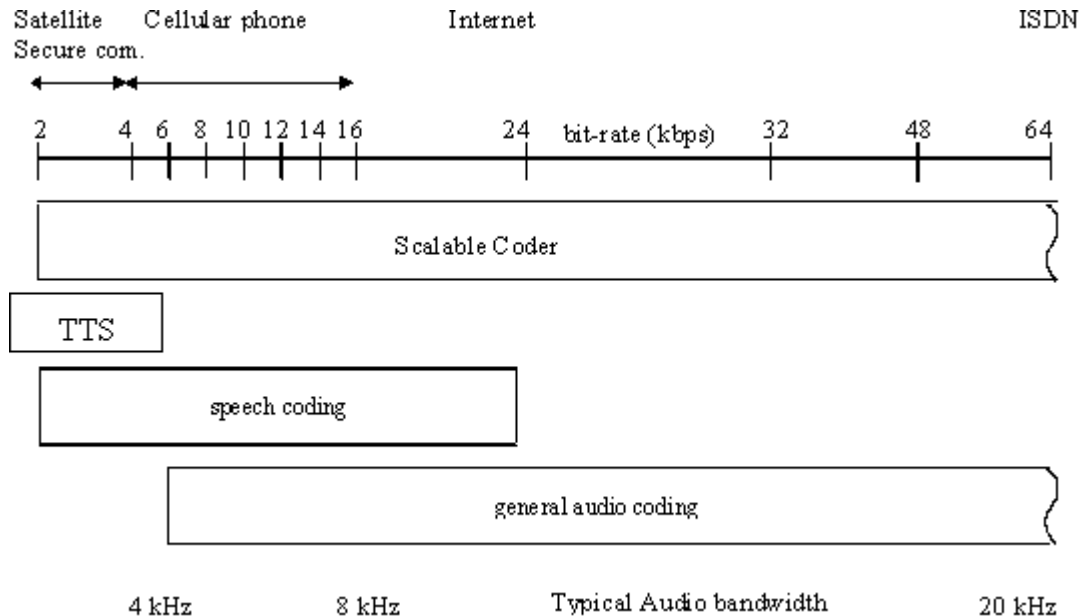 Satellite Cellular phone Internet ISDN
Secure com.
2 4 6 8 10 12 14 16 24 bit-rate (kbps) 32 48 64
Scalable Coder
TTS
speech coding
general audio coding
4 kHz 8 kHz Typical Audio bandwidth 20 kHz